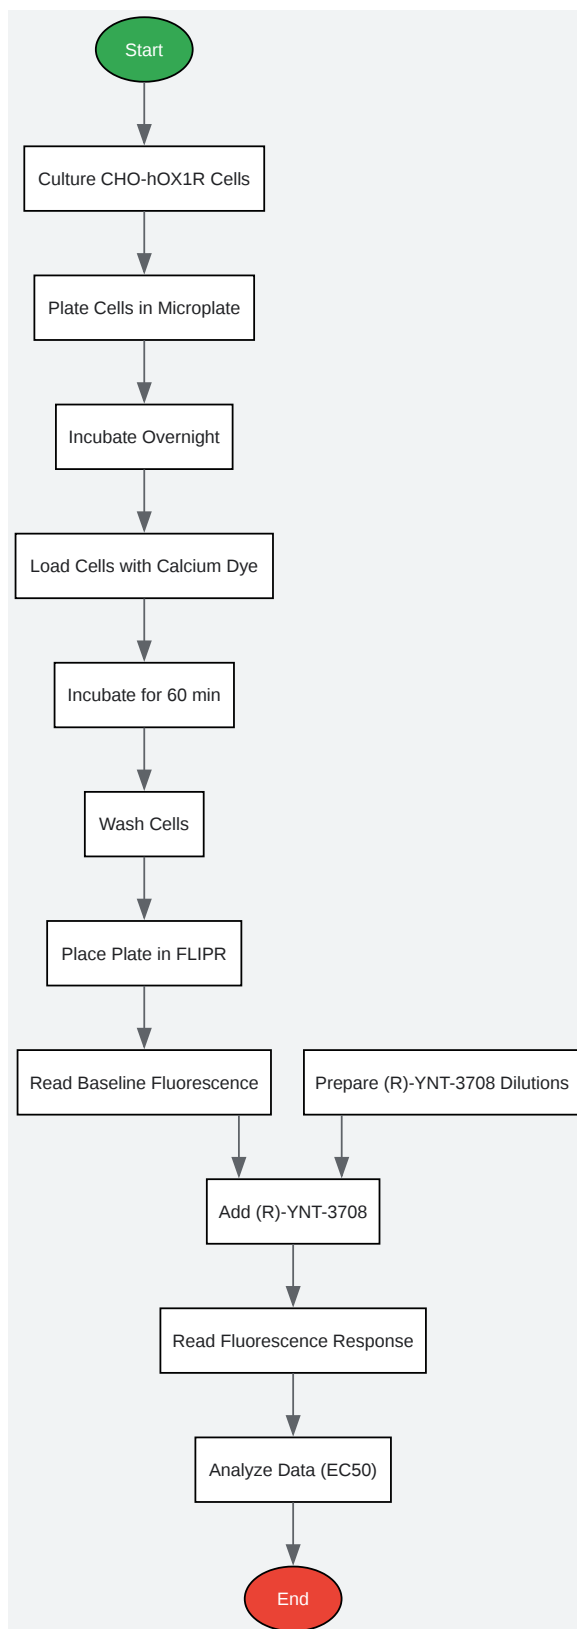 Start
Culture CHO-hOX1R Cells
Plate Cells in Microplate
Incubate Overnight
Load Cells with Calcium Dye
Incubate for 60 min
Wash Cells
Place Plate in FLIPR
Read Baseline Fluorescence
Prepare (R)-YNT-3708 Dilutions
Add (R)-YNT-3708
Read Fluorescence Response
Analyze Data (EC50)
End